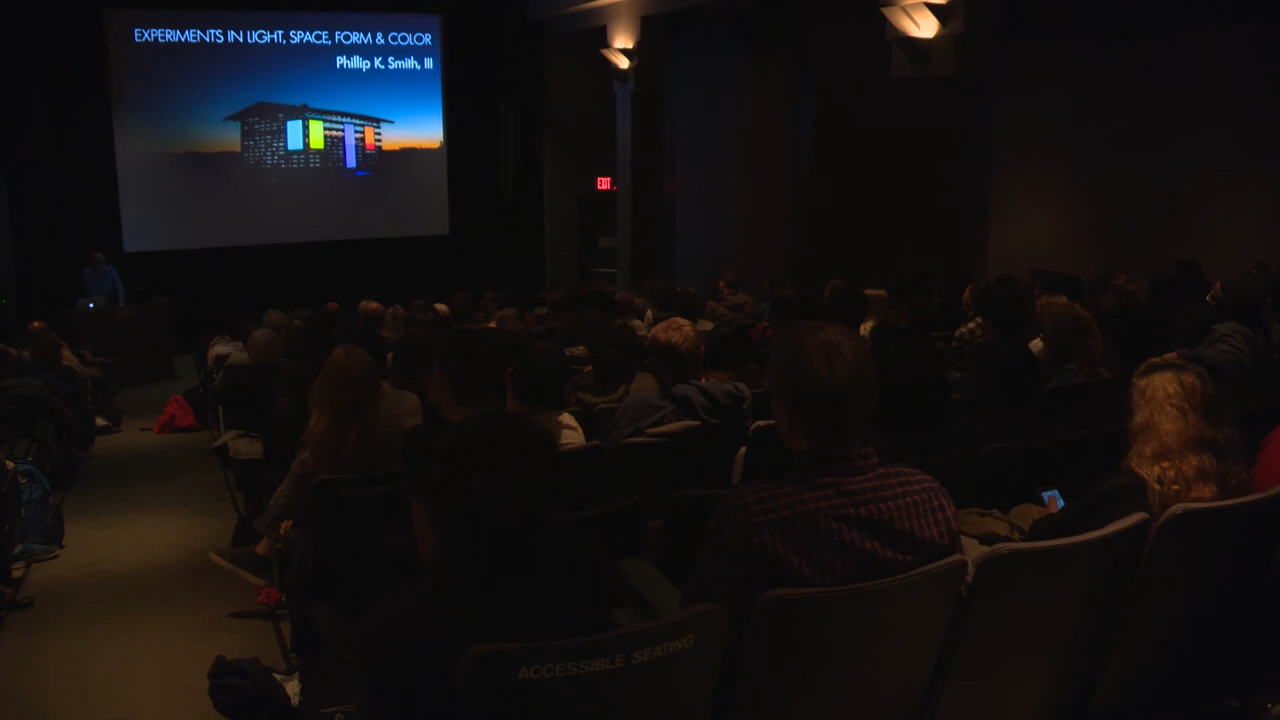 EXPERIMENTS IN LIGHT, SPACE, FORM & COLOR
Phillip K. Smith, III
EXIT
ACCESSIBLE SEATING